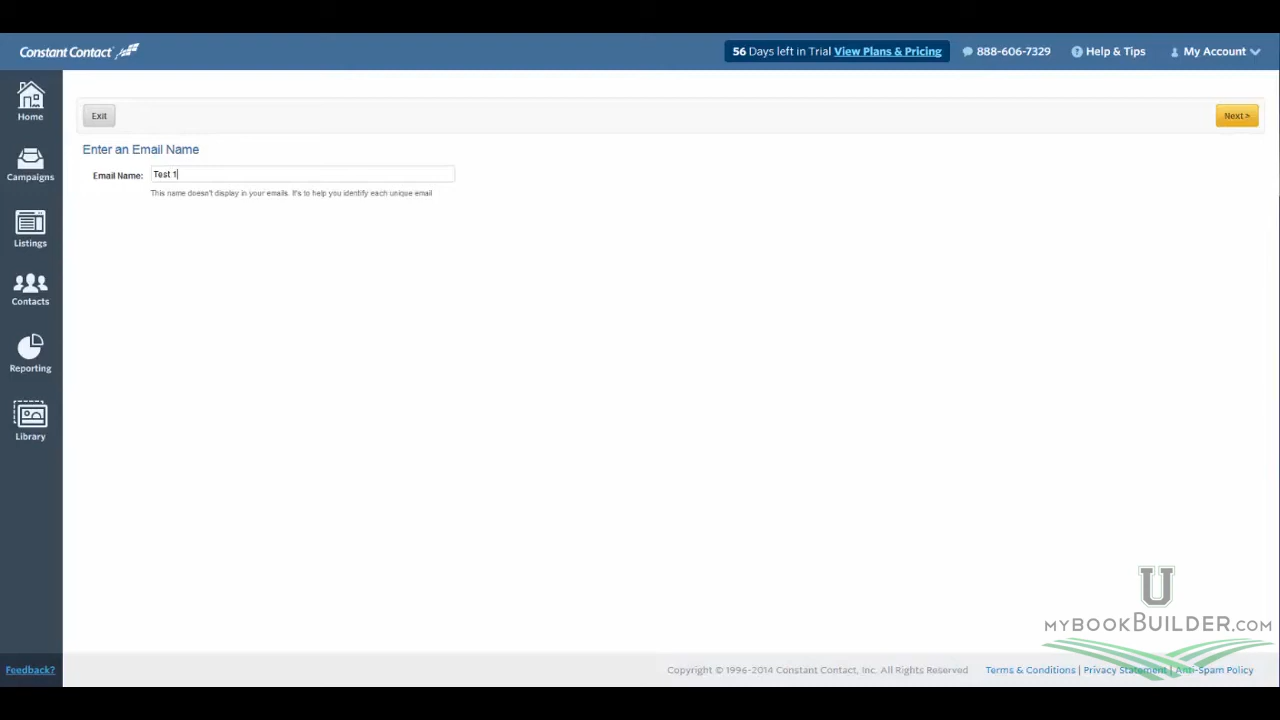 Constant Contact
56 Days left in Trial View Plans & Pricing
888-606-7329
Help & Tips
My Account
Home
Campaigns
Listings
Contacts
Reporting
Library
Feedback?
Exit
Next >
Enter an Email Name
Email Name: Test 1
This name doesn't display in your emails. It's to help you identify each unique email
U
MYBOOKBUILDER.COM
Copyright © 1996-2014 Constant Contact, Inc. All Rights Reserved
Terms & Conditions | Privacy Statement | Anti-Spam Policy